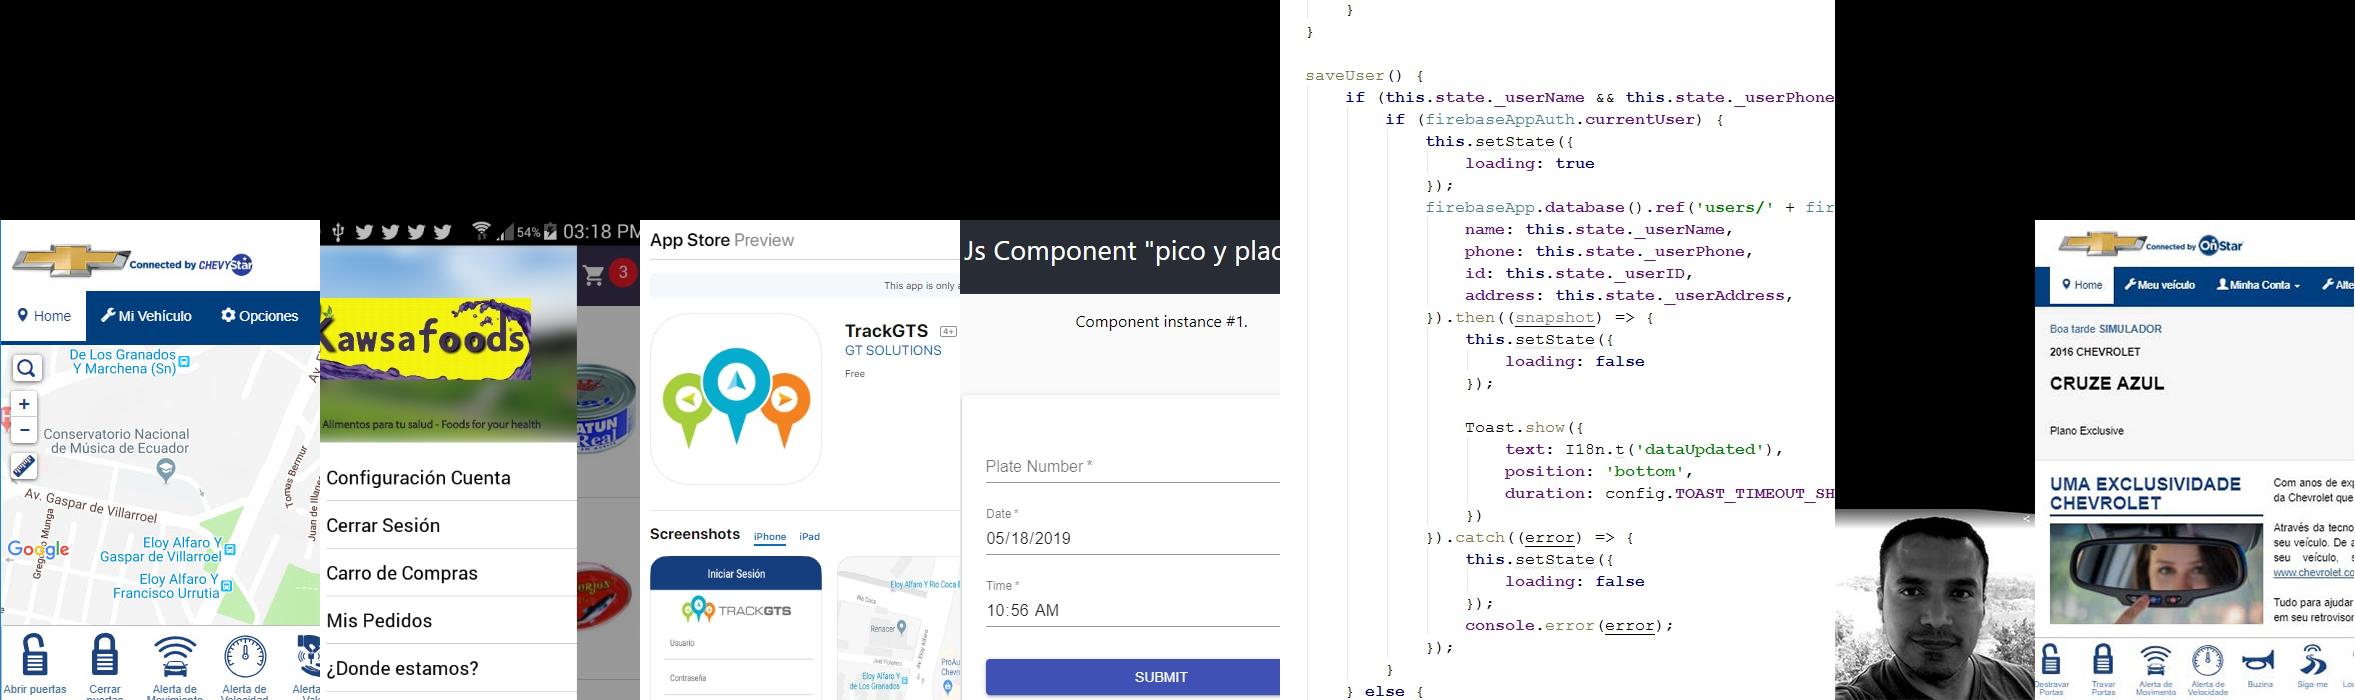 Connected by CHEVYStar
Home
Mi Vehículo
Opciones
De Los Granados
Y Marchena (Sn)
Av
+
−
Conservatorio Nacional
de Música de Ecuador
Tomas Bermur
Av. Gaspar de Villarroel
Google
Eloy Alfaro Y
Gaspar de Villarroel
Eloy Alfaro Y
Francisco Urrutia
Abrir puertas
Cerrar
puertas
Alerta de
Movimiento
Alerta de
Velocidad
Alerta
54%
03:18 PM
3
Kawsafoods
Alimentos para tu salud - Foods for your health
ATUN
Real
Configuración Cuenta
Cerrar Sesión
Carro de Compras
Mis Pedidos
¿Donde estamos?
App Store Preview
This app is only a
TrackGTS 4+
GT SOLUTIONS
Free
Screenshots iPhone iPad
Iniciar Sesión
TRACKGTS
Usuario
Contraseña
Rio Coca
Renacer
Eloy Alfaro Y
de Los Granados
Js Component "pico y plac
Component instance #1.
Plate Number *
Date *
05/18/2019
Time *
10:56 AM
SUBMIT
}
}
saveUser() {
if (this.state._userName && this.state._userPhone
if (firebaseAppAuth.currentUser) {
this.setState({
loading: true
});
firebaseApp.database().ref('users/' + fir
name: this.state._userName,
phone: this.state._userPhone,
id: this.state._userID,
address: this.state._userAddress,
}).then((snapshot) => {
this.setState({
loading: false
});
Toast.show({
text: I18n.t('dataUpdated'),
position: 'bottom',
duration: config.TOAST_TIMEOUT_SH
})
}).catch((error) => {
this.setState({
loading: false
});
console.error(error);
});
}
} else {
Connected by OnStar
Home
Meu veículo
Minha Conta
Alte
Boa tarde SIMULADOR
2016 CHEVROLET
CRUZE AZUL
Plano Exclusive
UMA EXCLUSIVIDADE
CHEVROLET
Com anos de exp
da Chevrolet que
Através da tecno
seu veículo. De a
seu veículo, s
www.chevrolet.co
Tudo para ajudar
em seu retrovisor
Destravar
Portas
Travar
Portas
Alerta de
Movimento
Alerta de
Velocidade
Buzina
Siga-me
Loc